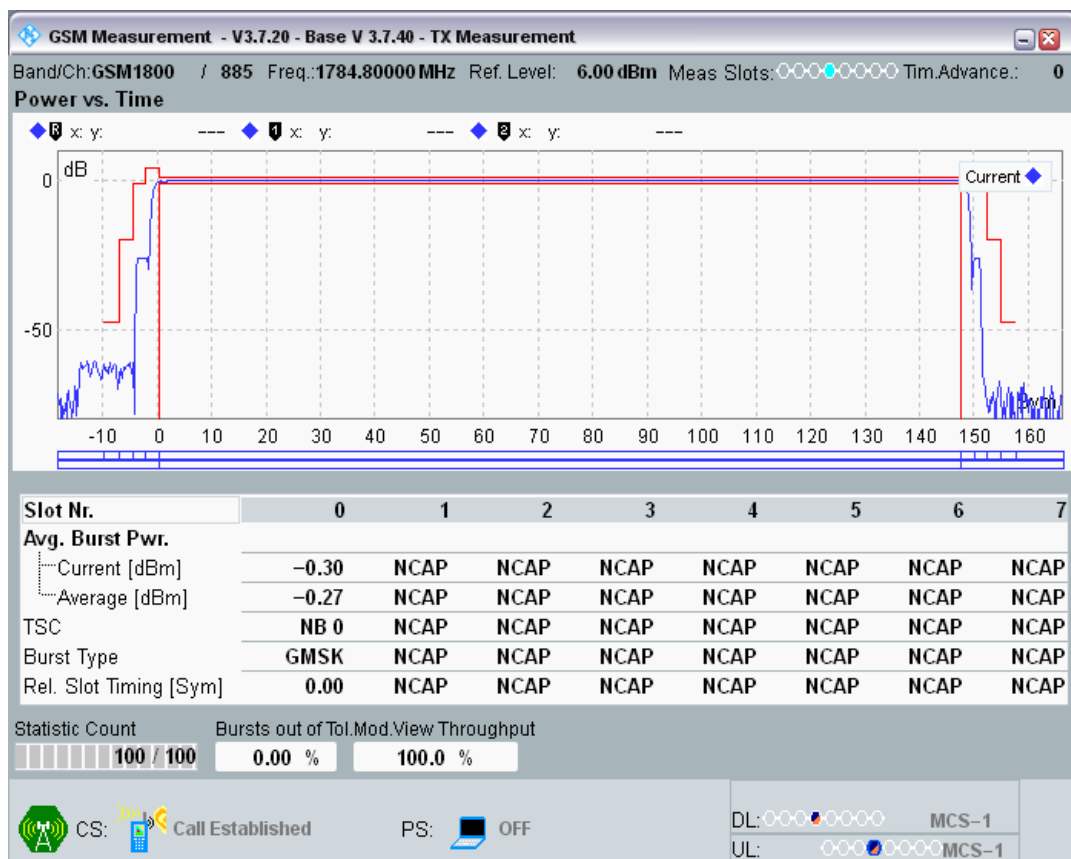 GSM Measurement - V3.7.20 - Base V 3.7.40 - TX Measurement
Band/Ch:GSM1800 / 885 Freq.:1784.80000 MHz Ref. Level: 6.00 dBm Meas Slots: Tim.Advance.: 0
Power vs. Time
R x: y: --- 1 x: y: --- 2 x: y: ---
dB
Current
0
-50
-10 0 10 20 30 40 50 60 70 80 90 100 110 120 130 140 150 160
Slot Nr. 0 1 2 3 4 5 6 7
Avg. Burst Pwr.
Current [dBm] −0.30 NCAP NCAP NCAP NCAP NCAP NCAP NCAP
Average [dBm] −0.27 NCAP NCAP NCAP NCAP NCAP NCAP NCAP
TSC NB 0 NCAP NCAP NCAP NCAP NCAP NCAP NCAP
Burst Type GMSK NCAP NCAP NCAP NCAP NCAP NCAP NCAP
Rel. Slot Timing [Sym] 0.00 NCAP NCAP NCAP NCAP NCAP NCAP NCAP
Statistic Count Bursts out of Tol.Mod.View Throughput
100 / 100 0.00 % 100.0 %
CS: Call Established PS: OFF
DL: MCS−1
UL: MCS−1